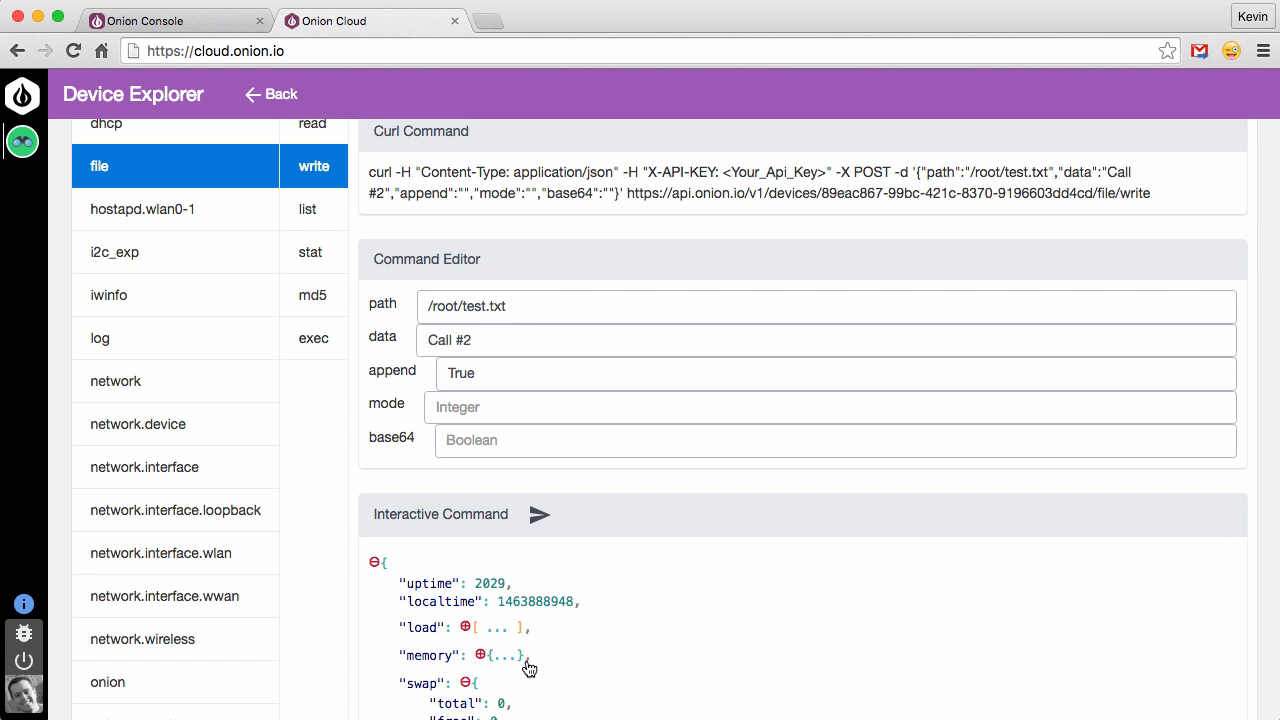 Onion Console
Onion Cloud
Kevin
https://cloud.onion.io
Device Explorer
Back
dhcp
file
hostapd.wlan0-1
i2c_exp
iwinfo
log
network
network.device
network.interface
network.interface.loopback
network.interface.wlan
network.interface.wwan
network.wireless
onion
read
write
list
stat
md5
exec
Curl Command
curl -H "Content-Type: application/json" -H "X-API-KEY: <Your_Api_Key>" -X POST -d '{"path":"/root/test.txt","data":"Call
#2","append":"","mode":"","base64":""}' https://api.onion.io/v1/devices/89eac867-99bc-421c-8370-9196603dd4cd/file/write
Command Editor
path /root/test.txt
data Call #2
append True
mode Integer
base64 Boolean
Interactive Command
{
"uptime": 2029,
"localtime": 1463888948,
"load": [ ... ],
"memory": {...},
"swap": {
"total": 0,
"free": 0